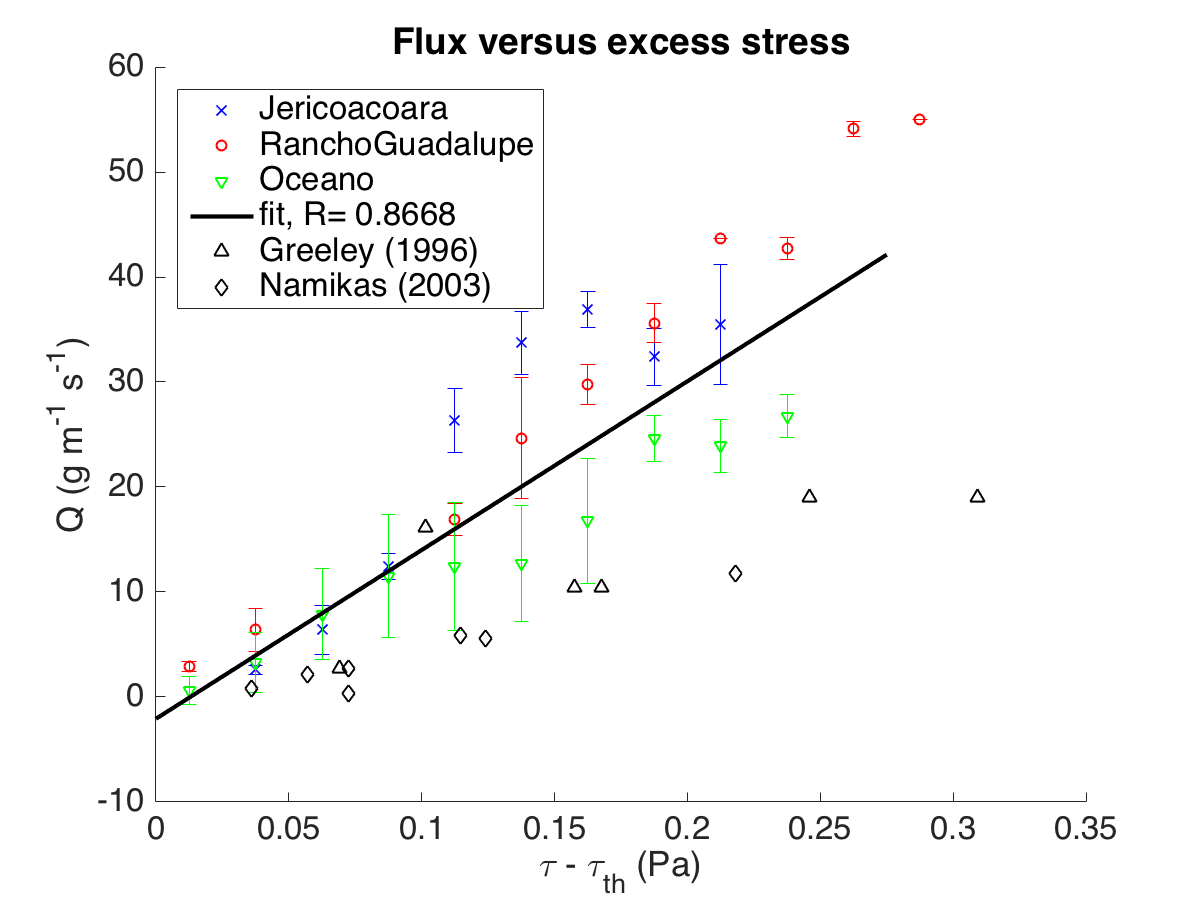 Flux versus excess stress
60
50
40
30
20
10
0
-10
Q (g m⁻¹ s⁻¹)
Jericoacoara
RanchoGuadalupe
Oceano
fit, R= 0.8668
Greeley (1996)
Namikas (2003)
0 0.05 0.1 0.15 0.2 0.25 0.3 0.35
τ - τth (Pa)